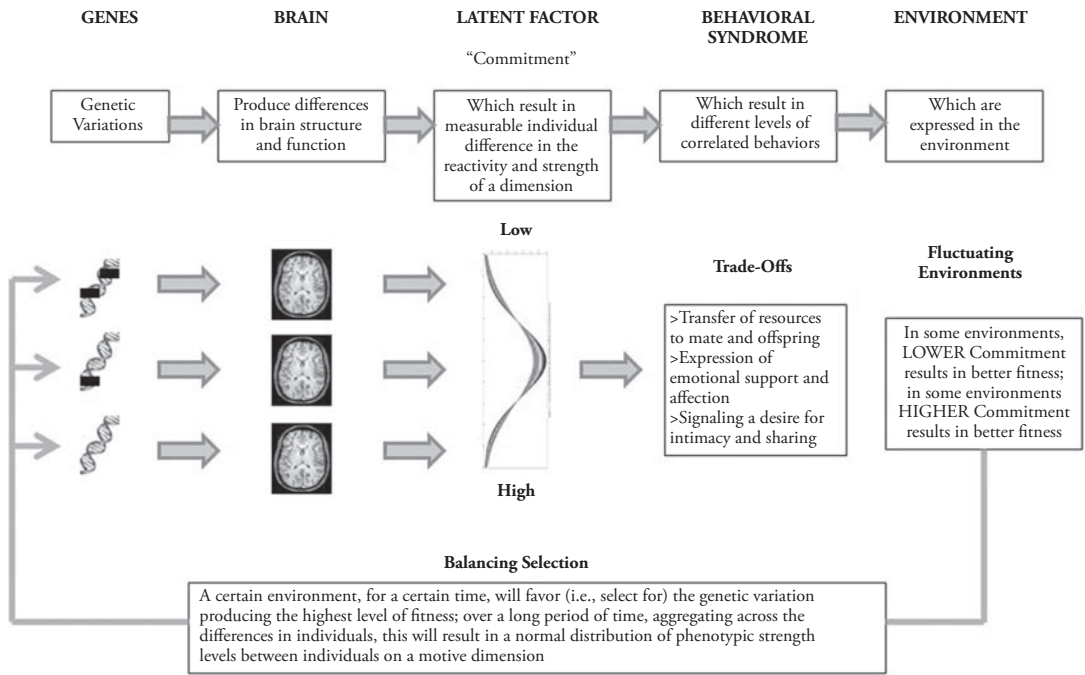 GENES
BRAIN
LATENT FACTOR
BEHAVIORAL
SYNDROME
ENVIRONMENT
“Commitment”
Genetic
Variations
Produce differences
in brain structure
and function
Which result in
measurable individual
difference in the
reactivity and strength
of a dimension
Which result in
different levels of
correlated behaviors
Which are
expressed in the
environment
Low
High
Trade-Offs
>Transfer of resources
to mate and offspring
>Expression of
emotional support and
affection
>Signaling a desire for
intimacy and sharing
Fluctuating
Environments
In some environments,
LOWER Commitment
results in better fitness;
in some environments
HIGHER Commitment
results in better fitness
Balancing Selection
A certain environment, for a certain time, will favor (i.e., select for) the genetic variation
producing the highest level of fitness; over a long period of time, aggregating across the
differences in individuals, this will result in a normal distribution of phenotypic strength
levels between individuals on a motive dimension